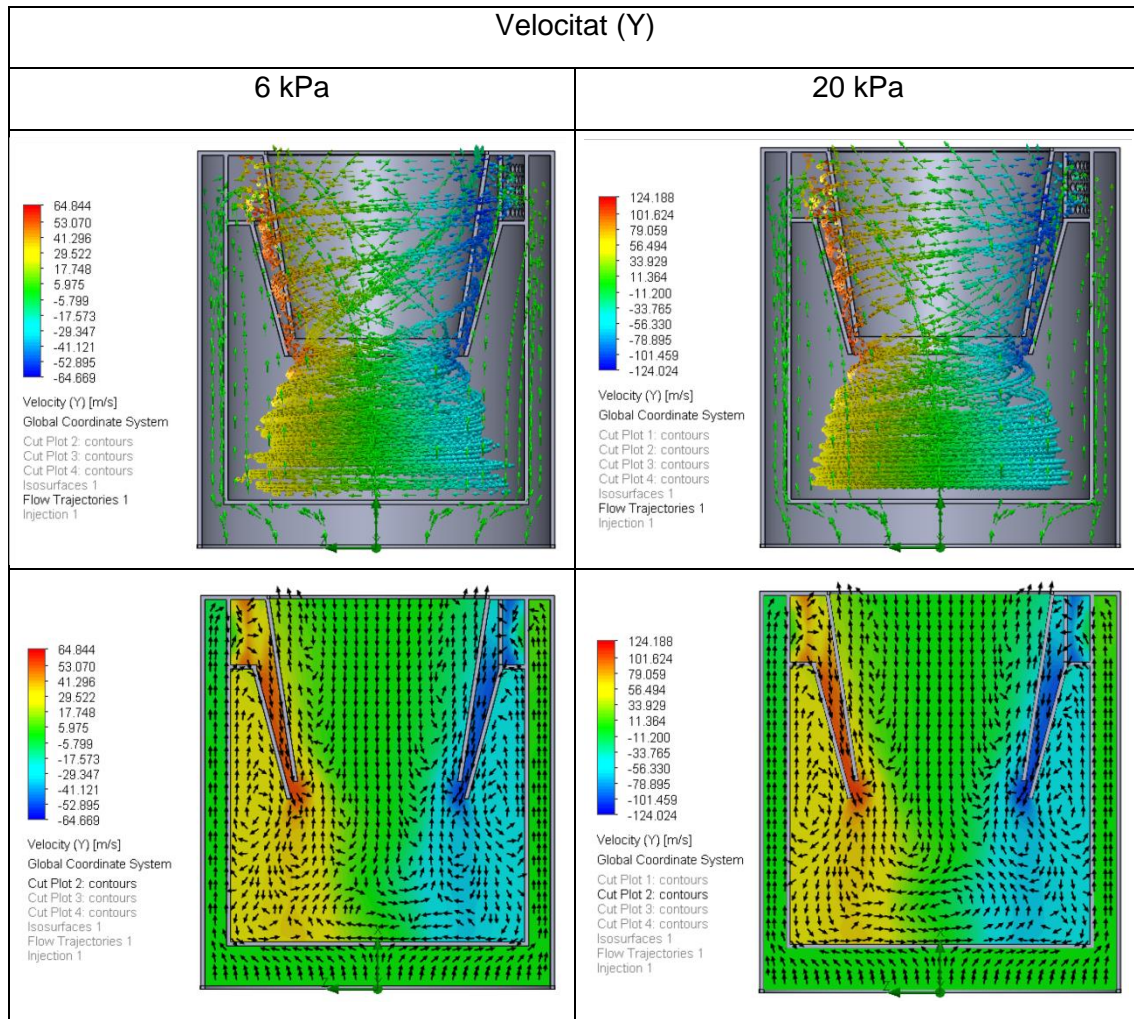 Velocitat (Y)
6 kPa
20 kPa
64.844
53.070
41.296
29.522
17.748
5.975
-5.799
-17.573
-29.347
-41.121
-52.895
-64.669
Velocity (Y) [m/s]
Global Coordinate System
Cut Plot 2: contours
Cut Plot 3: contours
Cut Plot 4: contours
Isosurfaces 1
Flow Trajectories 1
Injection 1
124.188
101.624
79.059
56.494
33.929
11.364
-11.200
-33.765
-56.330
-78.895
-101.459
-124.024
Velocity (Y) [m/s]
Global Coordinate System
Cut Plot 1: contours
Cut Plot 2: contours
Cut Plot 3: contours
Cut Plot 4: contours
Isosurfaces 1
Flow Trajectories 1
Injection 1
64.844
53.070
41.296
29.522
17.748
5.975
-5.799
-17.573
-29.347
-41.121
-52.895
-64.669
Velocity (Y) [m/s]
Global Coordinate System
Cut Plot 2: contours
Cut Plot 3: contours
Cut Plot 4: contours
Isosurfaces 1
Flow Trajectories 1
Injection 1
124.188
101.624
79.059
56.494
33.929
11.364
-11.200
-33.765
-56.330
-78.895
-101.459
-124.024
Velocity (Y) [m/s]
Global Coordinate System
Cut Plot 1: contours
Cut Plot 2: contours
Cut Plot 3: contours
Cut Plot 4: contours
Isosurfaces 1
Flow Trajectories 1
Injection 1